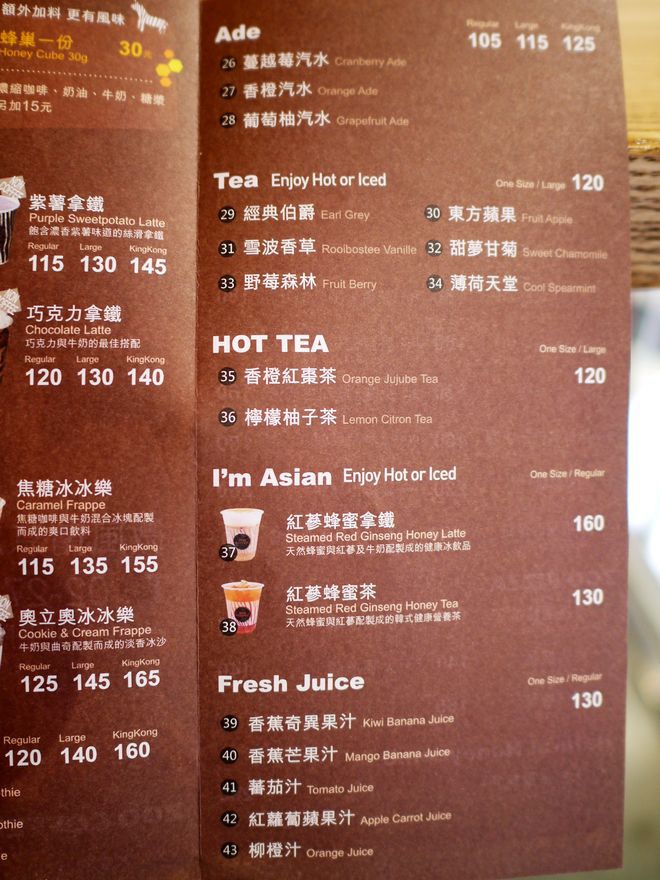 額外加料 更有風味
蜂巢一份 30元
Honey Cube 30g
濃縮咖啡、奶油、牛奶、糖漿
另加15元
紫薯拿鐵
Purple Sweetpotato Latte
飽含濃香紫薯味道的絲滑拿鐵
Regular Large KingKong
115 130 145
巧克力拿鐵
Chocolate Latte
巧克力與牛奶的最佳搭配
Regular Large KingKong
120 130 140
焦糖冰冰樂
Caramel Frappe
焦糖咖啡與牛奶混合冰塊配製
而成的爽口飲料
Regular Large KingKong
115 135 155
奧立奧冰冰樂
Cookie & Cream Frappe
牛奶與曲奇配製而成的淡香冰沙
Regular Large KingKong
125 145 165
Regular Large KingKong
120 140 160
thie
othie
e
Ade
Regular Large KingKong
105 115 125
26 蔓越莓汽水 Cranberry Ade
27 香橙汽水 Orange Ade
28 葡萄柚汽水 Grapefruit Ade
Tea Enjoy Hot or Iced One Size / Large 120
29 經典伯爵 Earl Grey 30 東方蘋果 Fruit Apple
31 雪波香草 Rooibostee Vanille 32 甜夢甘菊 Sweet Chamomile
33 野莓森林 Fruit Berry 34 薄荷天堂 Cool Spearmint
HOT TEA One Size / Large
35 香橙紅棗茶 Orange Jujube Tea 120
36 檸檬柚子茶 Lemon Citron Tea
I'm Asian Enjoy Hot or Iced One Size / Regular
紅蔘蜂蜜拿鐵 160
Steamed Red Ginseng Honey Latte
37 天然蜂蜜與紅蔘及牛奶配製成的健康冰飲品
紅蔘蜂蜜茶 130
Steamed Red Ginseng Honey Tea
38 天然蜂蜜與紅蔘配製成的韓式健康營養茶
Fresh Juice One Size / Regular
130
39 香蕉奇異果汁 Kiwi Banana Juice
40 香蕉芒果汁 Mango Banana Juice
41 蕃茄汁 Tomato Juice
42 紅蘿蔔蘋果汁 Apple Carrot Juice
43 柳橙汁 Orange Juice